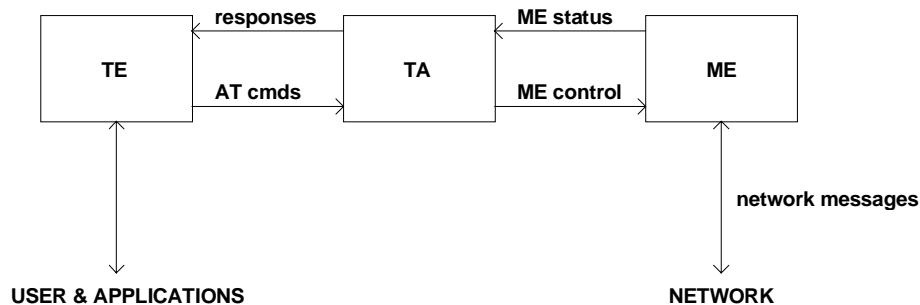 responses
ME status
TE
TA
ME
AT cmds
ME control
network messages
USER & APPLICATIONS
NETWORK